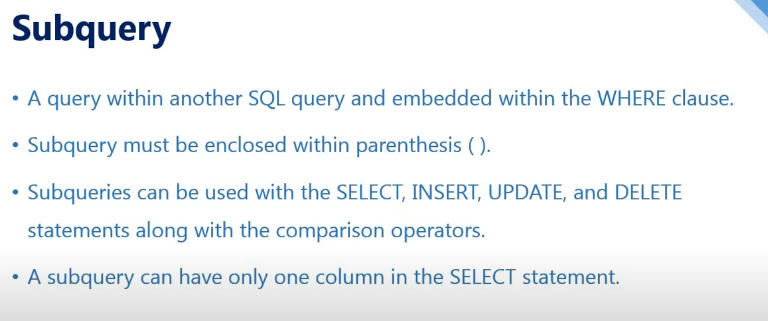 Subquery
• A query within another SQL query and embedded within the WHERE clause.
• Subquery must be enclosed within parenthesis ( ).
• Subqueries can be used with the SELECT, INSERT, UPDATE, and DELETE
statements along with the comparison operators.
• A subquery can have only one column in the SELECT statement.